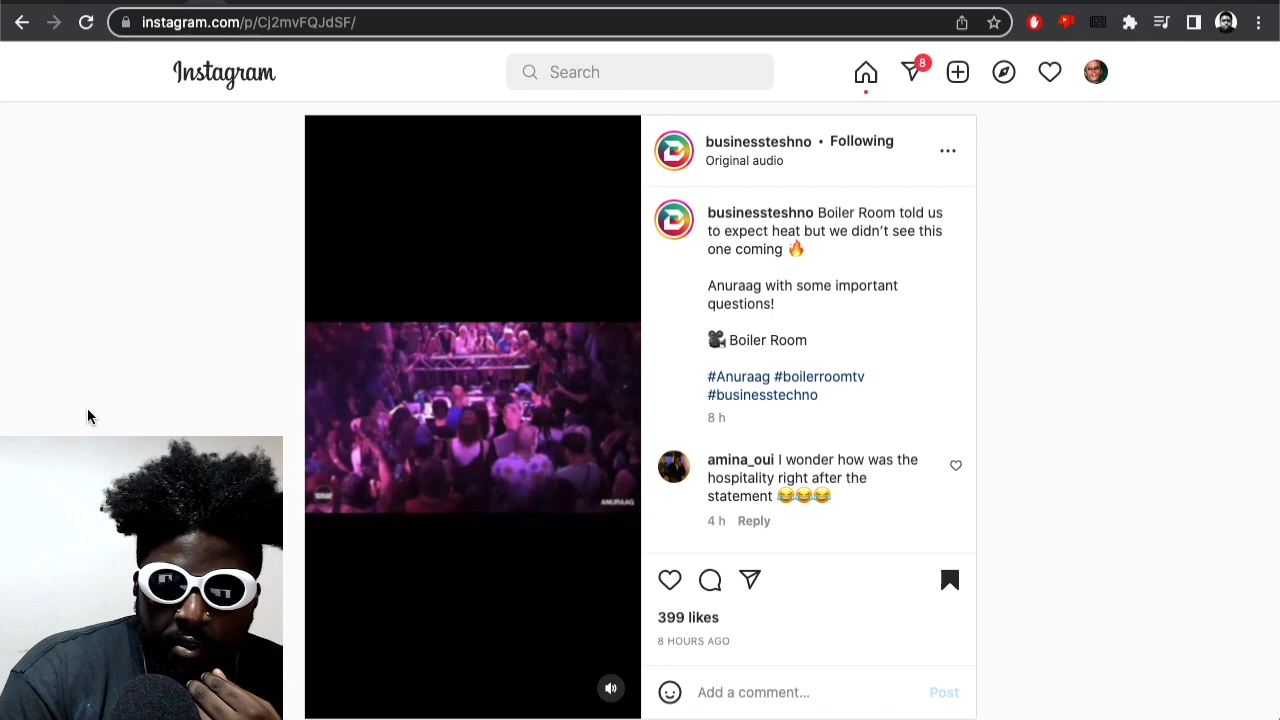 instagram.com/p/Cj2mvFQJdSF/
Instagram
Search
8
businessteshno • Following
Original audio
businessteshno Boiler Room told us
to expect heat but we didn’t see this
one coming 🔥
Anuraag with some important
questions!
🎥 Boiler Room
#Anuraag #boilerroomtv
#businesstechno
8 h
amina_oui I wonder how was the
hospitality right after the
statement 😂😂😂
4 h Reply
ANURAAG
399 likes
8 HOURS AGO
Add a comment...
Post